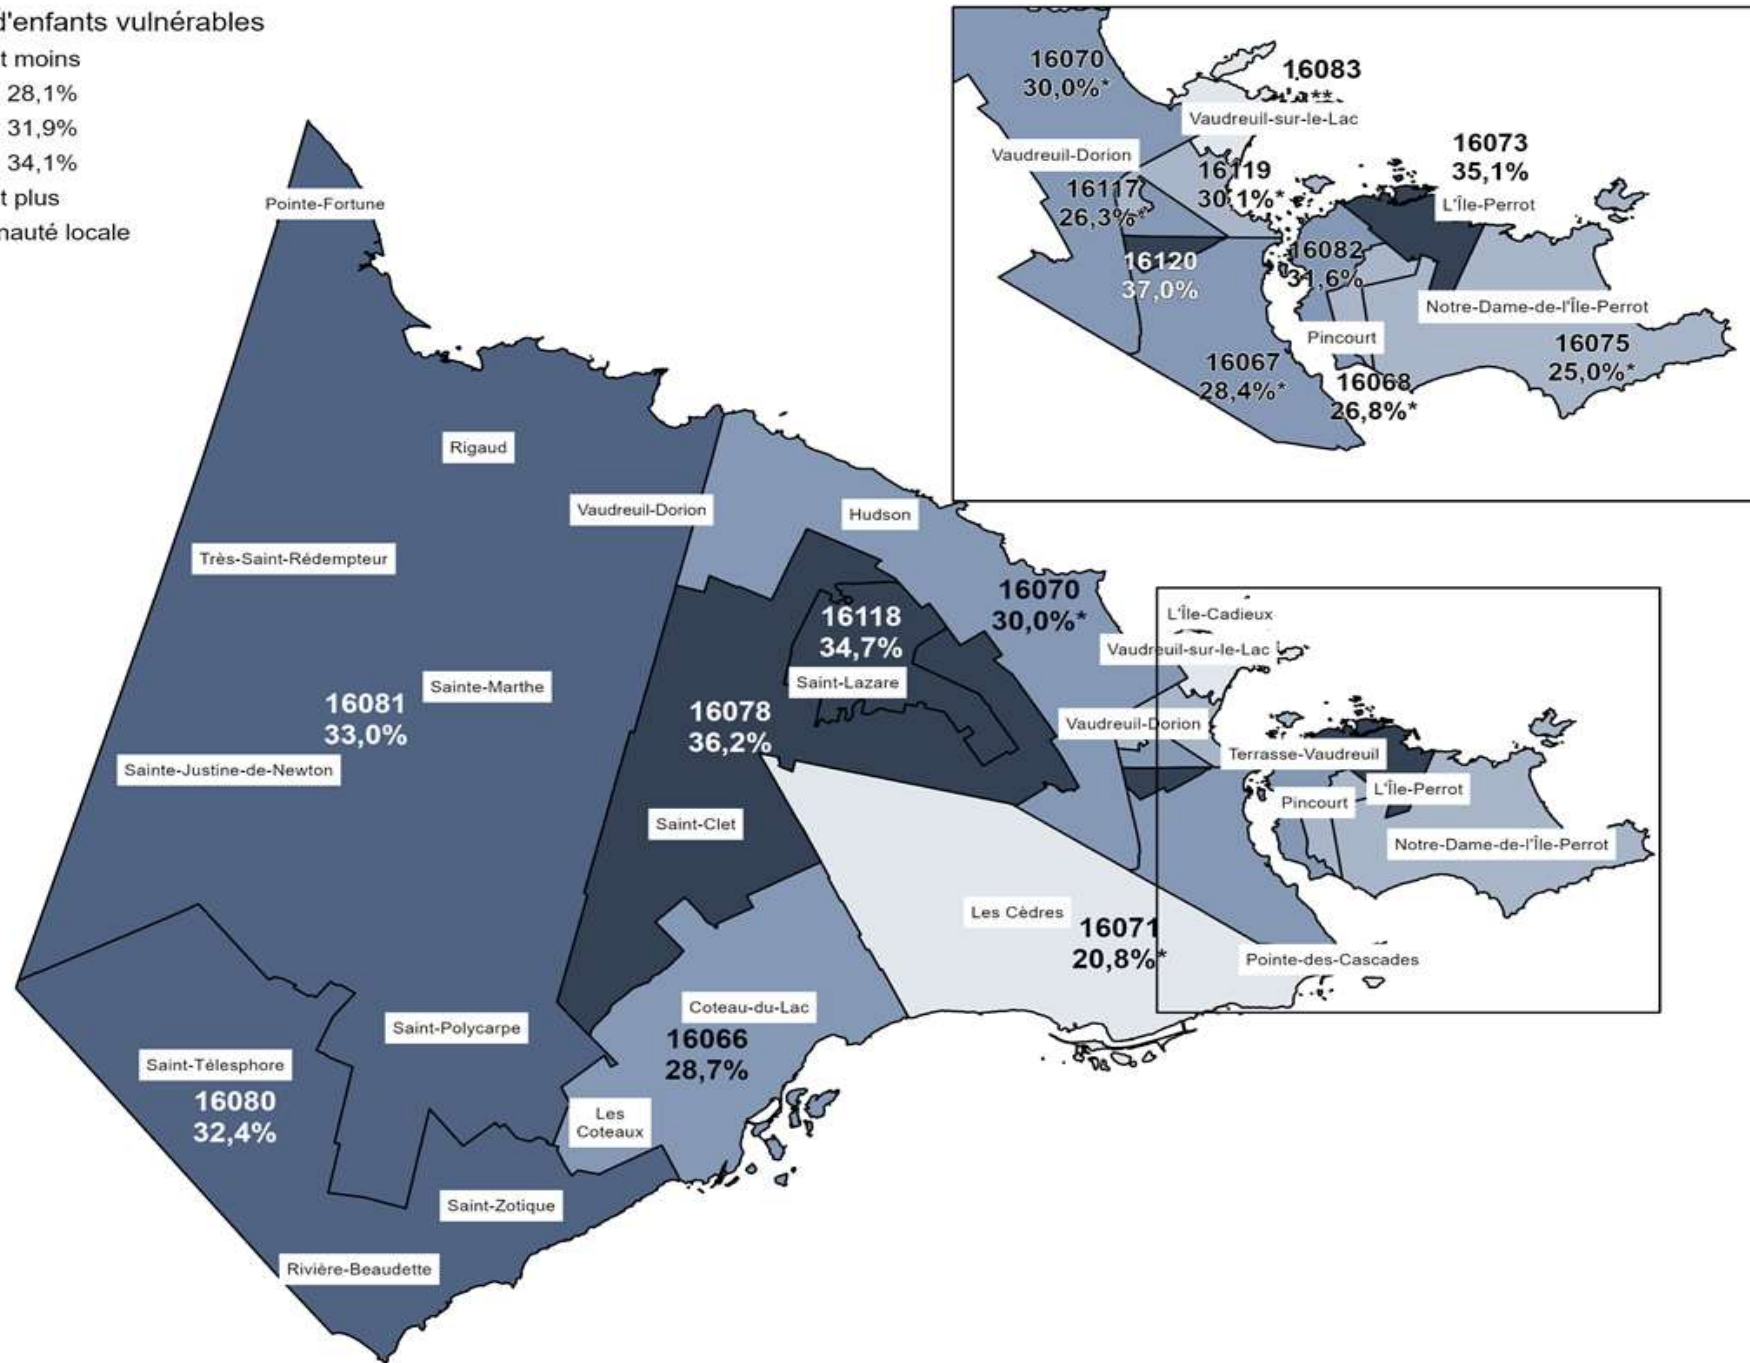 d'enfants vulnérables
t moins
28,1%
31,9%
34,1%
t plus
nauté locale
16070
30,0%*
16083
**
Vaudreuil-sur-le-Lac
Vaudreuil-Dorion
16073
35,1%
16119
30,1%*
16117
26,3%*
L'Île-Perrot
16120
37,0%
16082
31,6%
Notre-Dame-de-l'Île-Perrot
Pincourt
16075
25,0%*
16067
28,4%*
16068
26,8%*
Pointe-Fortune
Rigaud
Vaudreuil-Dorion
Hudson
Très-Saint-Rédempteur
16070
30,0%*
16118
34,7%
L'Île-Cadieux
Vaudreuil-sur-le-Lac
Sainte-Marthe
Saint-Lazare
16081
33,0%
16078
36,2%
Vaudreuil-Dorion
Terrasse-Vaudreuil
Sainte-Justine-de-Newton
L'Île-Perrot
Pincourt
Saint-Clet
Notre-Dame-de-l'Île-Perrot
Les Cèdres
16071
20,8%*
Pointe-des-Cascades
Coteau-du-Lac
16066
28,7%
Saint-Polycarpe
Saint-Télesphore
16080
32,4%
Les
Coteaux
Saint-Zotique
Rivière-Beaudette